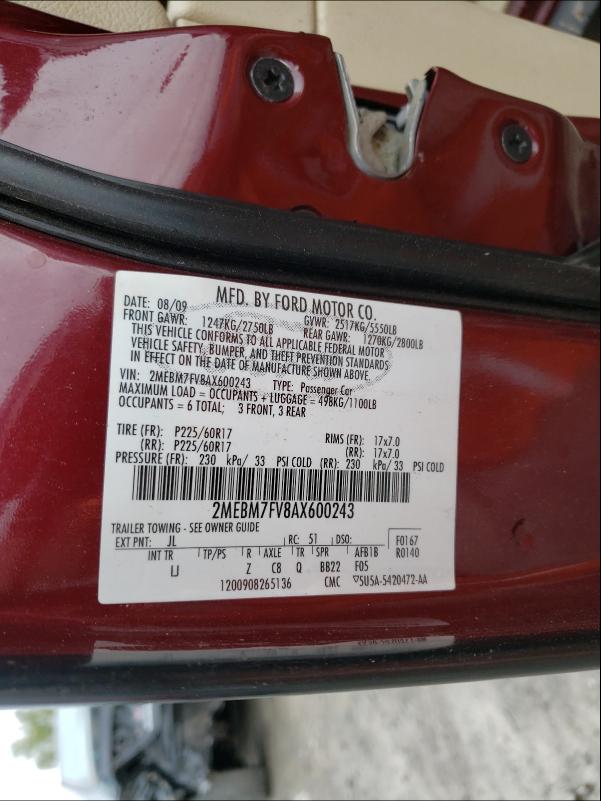 MFD. BY FORD MOTOR CO.
DATE: 08/09 GVWR: 2517KG/5550LB
FRONT GAWR: 1247KG/2750LB REAR GAWR: 1270KG/2800LB
THIS VEHICLE CONFORMS TO ALL APPLICABLE FEDERAL MOTOR
VEHICLE SAFETY, BUMPER, AND THEFT PREVENTION STANDARDS
IN EFFECT ON THE DATE OF MANUFACTURE SHOWN ABOVE.
VIN: 2MEBM7FV8AX600243 TYPE: Passenger Car
MAXIMUM LOAD = OCCUPANTS + LUGGAGE = 498KG/1100LB
OCCUPANTS = 6 TOTAL; 3 FRONT, 3 REAR
TIRE (FR): P225/60R17 RIMS (FR): 17x7.0
(RR): P225/60R17 (RR): 17x7.0
PRESSURE (FR): 230 kPa/ 33 PSI COLD (RR): 230 kPa/ 33 PSI COLD
2MEBM7FV8AX600243
TRAILER TOWING - SEE OWNER GUIDE
EXT PNT: JL RC: 51 DSO: F0167
INT TR TP/PS R AXLE TR SPR AFB1B R0140
LJ Z C8 Q BB22 F05
1200908265136 CMC ▽5U5A-5420472-AA